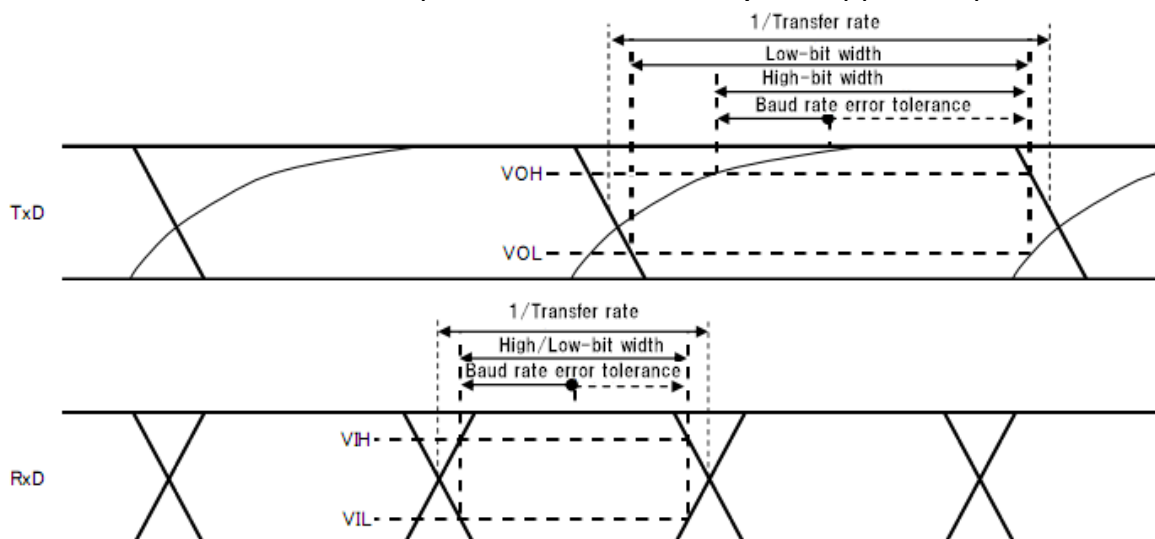 1/Transfer rate
Low-bit width
High-bit width
Baud rate error tolerance
VOH
TxD
VOL
1/Transfer rate
High/Low-bit width
Baud rate error tolerance
VIH
RxD
VIL